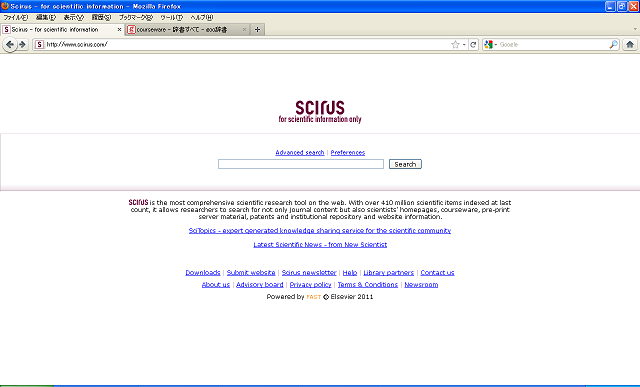 Scirus - for scientific information - Mozilla Firefox
ファイル(F) 編集(E) 表示(V) 履歴(S) ブックマーク(B) ツール(T) ヘルプ(H)
Scirus - for scientific information
courseware - 辞書すべて - goo辞書
http://www.scirus.com/
Google
SCIRUS
for scientific information only
Advanced search | Preferences
Search
SCIRUS is the most comprehensive scientific research tool on the web. With over 410 million scientific items indexed at last
count, it allows researchers to search for not only journal content but also scientists' homepages, courseware, pre-print
server material, patents and institutional repository and website information.
SciTopics - expert generated knowledge sharing service for the scientific community
Latest Scientific News - from New Scientist
Downloads | Submit website | Scirus newsletter | Help | Library partners | Contact us
About us | Advisory board | Privacy policy | Terms & Conditions | Newsroom
Powered by FAST © Elsevier 2011